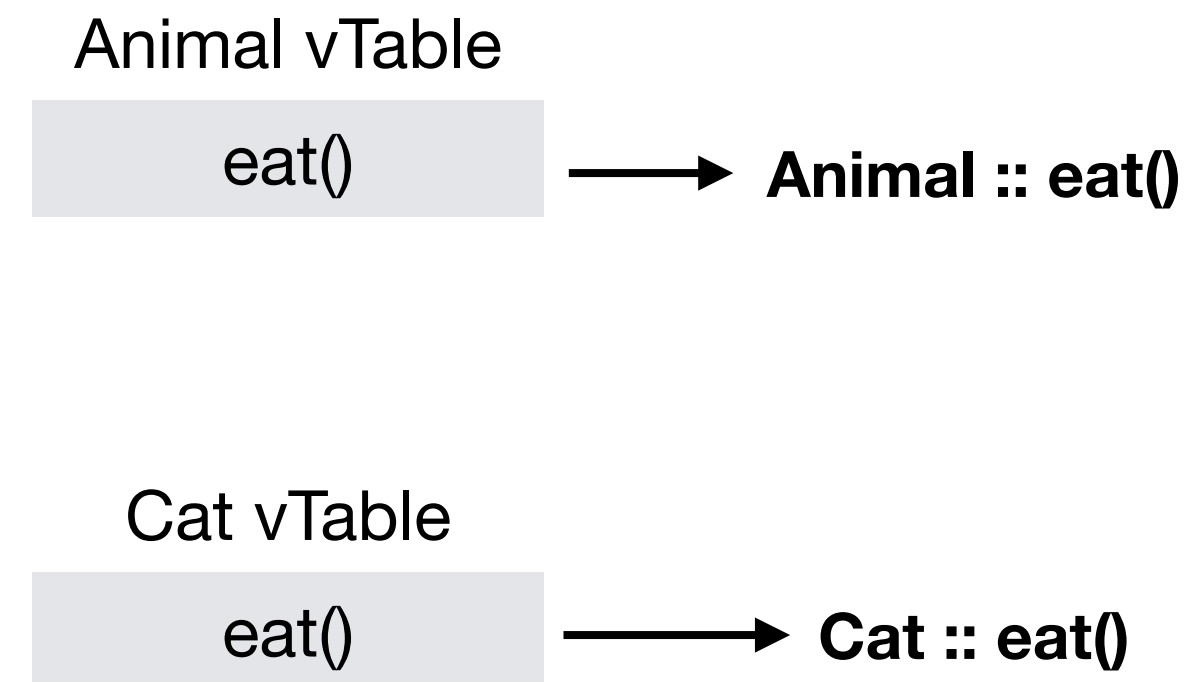 Animal vTable
eat()
Animal :: eat()
Cat vTable
eat()
Cat :: eat()